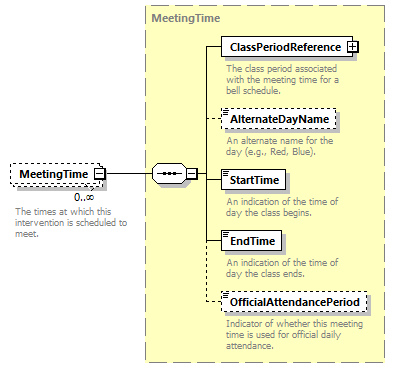 MeetingTime
ClassPeriodReference
The class period associated
with the meeting time for a
bell schedule.
AlternateDayName
An alternate name for the
day (e.g., Red, Blue).
MeetingTime
0..∞
The times at which this
intervention is scheduled to
meet.
StartTime
An indication of the time of
day the class begins.
EndTime
An indication of the time of
day the class ends.
OfficialAttendancePeriod
Indicator of whether this meeting
time is used for official daily
attendance.